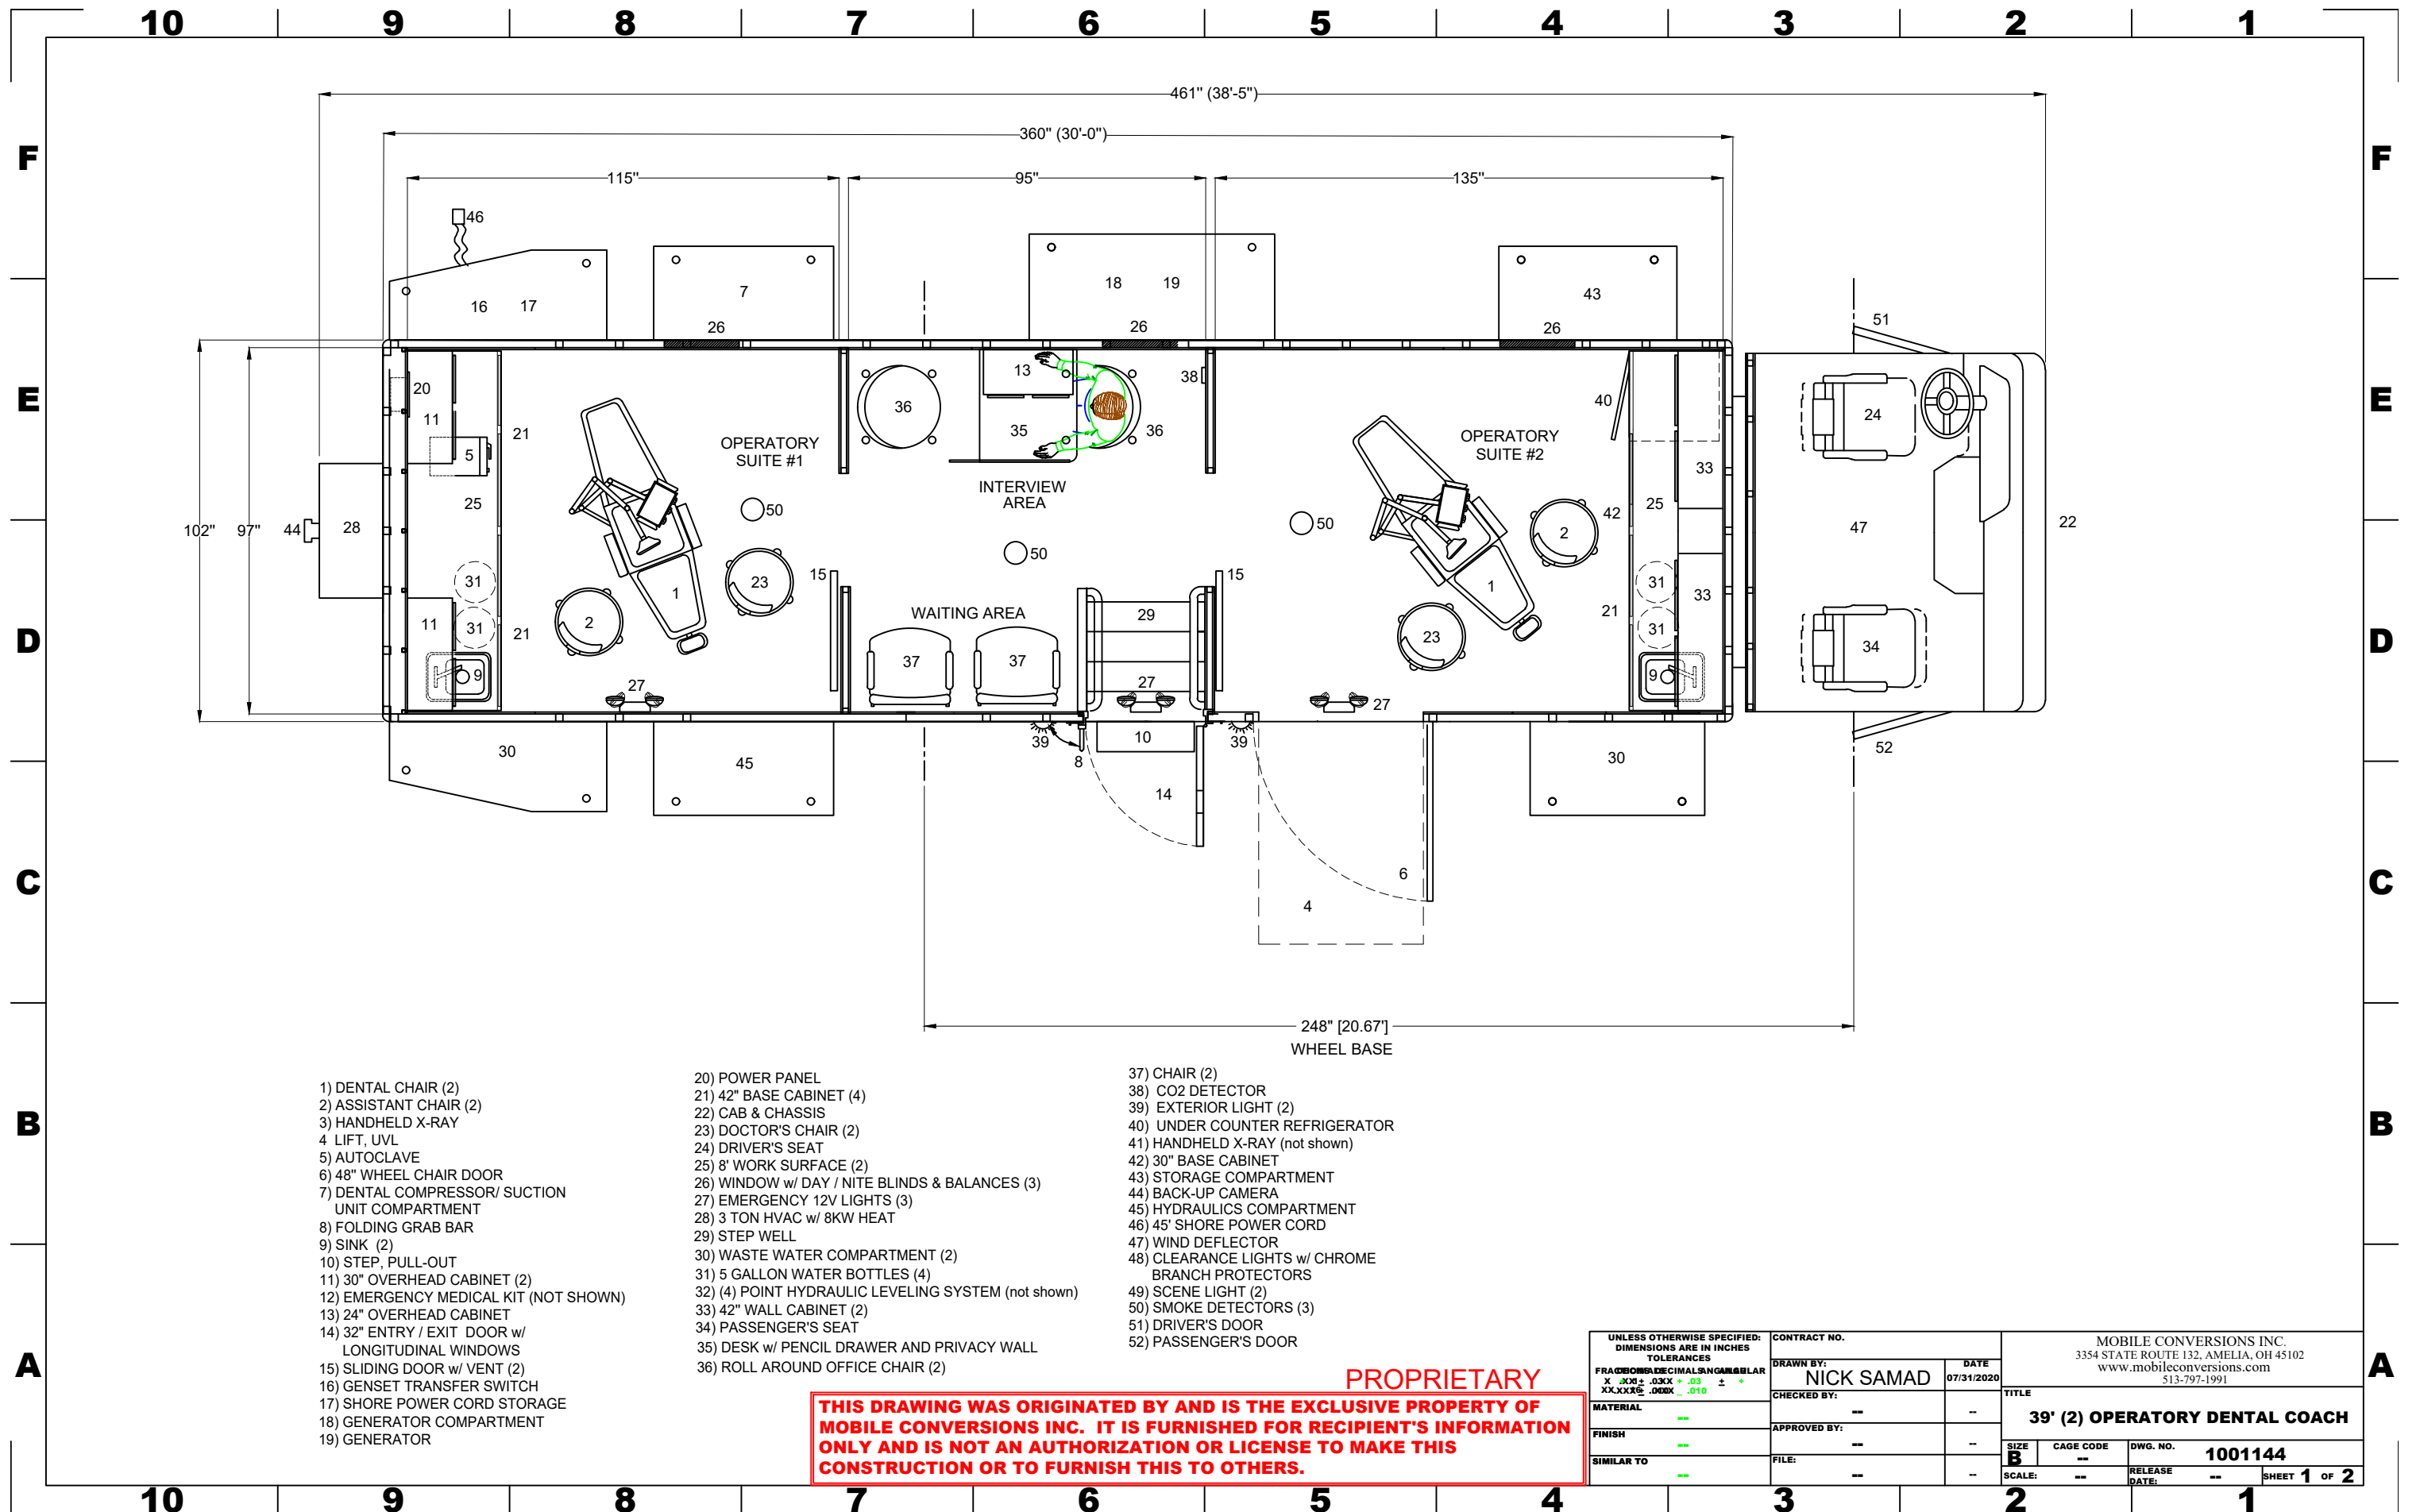 10 9 8 7 6 5 4 3 2 1
F
E
D
C
B
A
F
E
D
C
B
A
461" (38'-5")
360" (30'-0")
115" 95" 135"
46
16 17
7
26
18 19
26
43
26
51
20
11
5
21
25
OPERATORY
SUITE #1
36
13
35
36
38
INTERVIEW
AREA
OPERATORY
SUITE #2
40
33
24
102" 97" 44 28
50
50
50
2
42
25
47
22
31
31
11
21
9
2
1
23
15
WAITING AREA
37
37
29
27
15
1
23
21
31
31
33
9
34
27
27
39
8
10
39
14
30
45
6
4
30
52
248" [20.67']
WHEEL BASE
1) DENTAL CHAIR (2)
2) ASSISTANT CHAIR (2)
3) HANDHELD X-RAY
4 LIFT, UVL
5) AUTOCLAVE
6) 48" WHEEL CHAIR DOOR
7) DENTAL COMPRESSOR/ SUCTION
UNIT COMPARTMENT
8) FOLDING GRAB BAR
9) SINK (2)
10) STEP, PULL-OUT
11) 30" OVERHEAD CABINET (2)
12) EMERGENCY MEDICAL KIT (NOT SHOWN)
13) 24" OVERHEAD CABINET
14) 32" ENTRY / EXIT DOOR w/
LONGITUDINAL WINDOWS
15) SLIDING DOOR w/ VENT (2)
16) GENSET TRANSFER SWITCH
17) SHORE POWER CORD STORAGE
18) GENERATOR COMPARTMENT
19) GENERATOR
20) POWER PANEL
21) 42" BASE CABINET (4)
22) CAB & CHASSIS
23) DOCTOR'S CHAIR (2)
24) DRIVER'S SEAT
25) 8' WORK SURFACE (2)
26) WINDOW w/ DAY / NITE BLINDS & BALANCES (3)
27) EMERGENCY 12V LIGHTS (3)
28) 3 TON HVAC w/ 8KW HEAT
29) STEP WELL
30) WASTE WATER COMPARTMENT (2)
31) 5 GALLON WATER BOTTLES (4)
32) (4) POINT HYDRAULIC LEVELING SYSTEM (not shown)
33) 42" WALL CABINET (2)
34) PASSENGER'S SEAT
35) DESK w/ PENCIL DRAWER AND PRIVACY WALL
36) ROLL AROUND OFFICE CHAIR (2)
37) CHAIR (2)
38) CO2 DETECTOR
39) EXTERIOR LIGHT (2)
40) UNDER COUNTER REFRIGERATOR
41) HANDHELD X-RAY (not shown)
42) 30" BASE CABINET
43) STORAGE COMPARTMENT
44) BACK-UP CAMERA
45) HYDRAULICS COMPARTMENT
46) 45' SHORE POWER CORD
47) WIND DEFLECTOR
48) CLEARANCE LIGHTS w/ CHROME
BRANCH PROTECTORS
49) SCENE LIGHT (2)
50) SMOKE DETECTORS (3)
51) DRIVER'S DOOR
52) PASSENGER'S DOOR
PROPRIETARY
THIS DRAWING WAS ORIGINATED BY AND IS THE EXCLUSIVE PROPERTY OF
MOBILE CONVERSIONS INC. IT IS FURNISHED FOR RECIPIENT'S INFORMATION
ONLY AND IS NOT AN AUTHORIZATION OR LICENSE TO MAKE THIS
CONSTRUCTION OR TO FURNISH THIS TO OTHERS.
UNLESS OTHERWISE SPECIFIED:
DIMENSIONS ARE IN INCHES
TOLERANCES
MATERIAL
--
FINISH
--
SIMILAR TO
--
CONTRACT NO.
DRAWN BY: DATE
NICK SAMAD 07/31/2020
CHECKED BY:
-- --
APPROVED BY:
-- --
FILE:
-- --
MOBILE CONVERSIONS INC.
3354 STATE ROUTE 132, AMELIA, OH 45102
www.mobileconversions.com
513-797-1991
TITLE
39' (2) OPERATORY DENTAL COACH
SIZE B CAGE CODE -- DWG. NO. 1001144
SCALE: -- RELEASE DATE: -- SHEET 1 OF 2
10 9 8 7 6 5 4 3 2 1